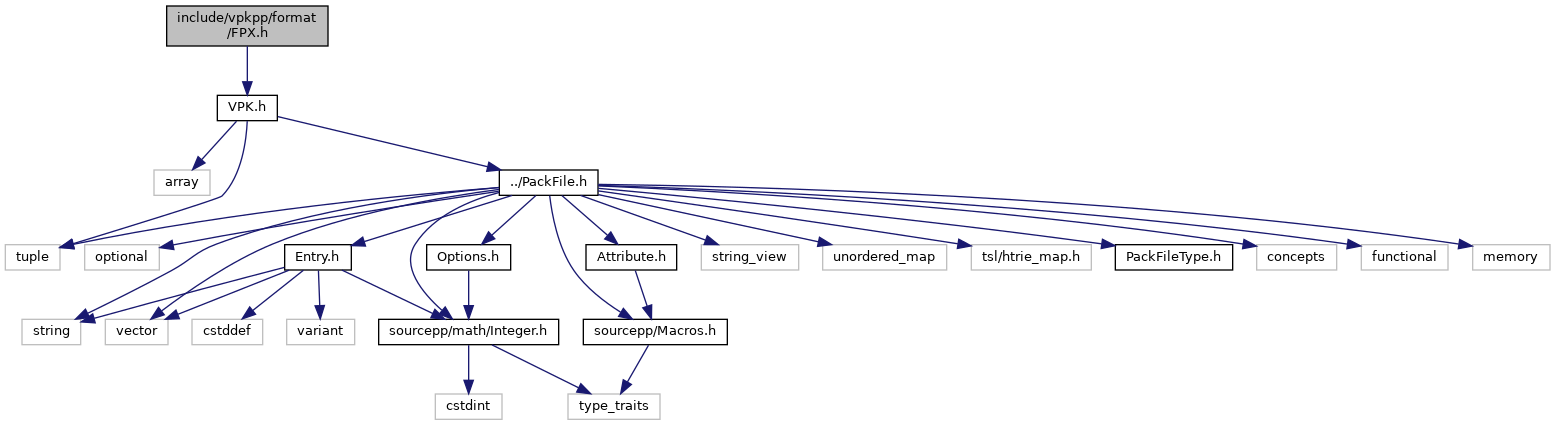 include/vpkpp/format
/FPX.h
VPK.h
array
../PackFile.h
tuple
optional
Entry.h
Options.h
Attribute.h
string_view
unordered_map
tsl/htrie_map.h
PackFileType.h
concepts
functional
memory
string
vector
cstddef
variant
sourcepp/math/Integer.h
sourcepp/Macros.h
cstdint
type_traits